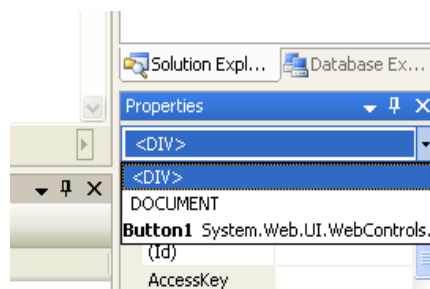 Solution Expl... Database Ex...
Properties
<DIV>
<DIV>
DOCUMENT
Button1 System.Web.UI.WebControls.
(Id)
AccessKey